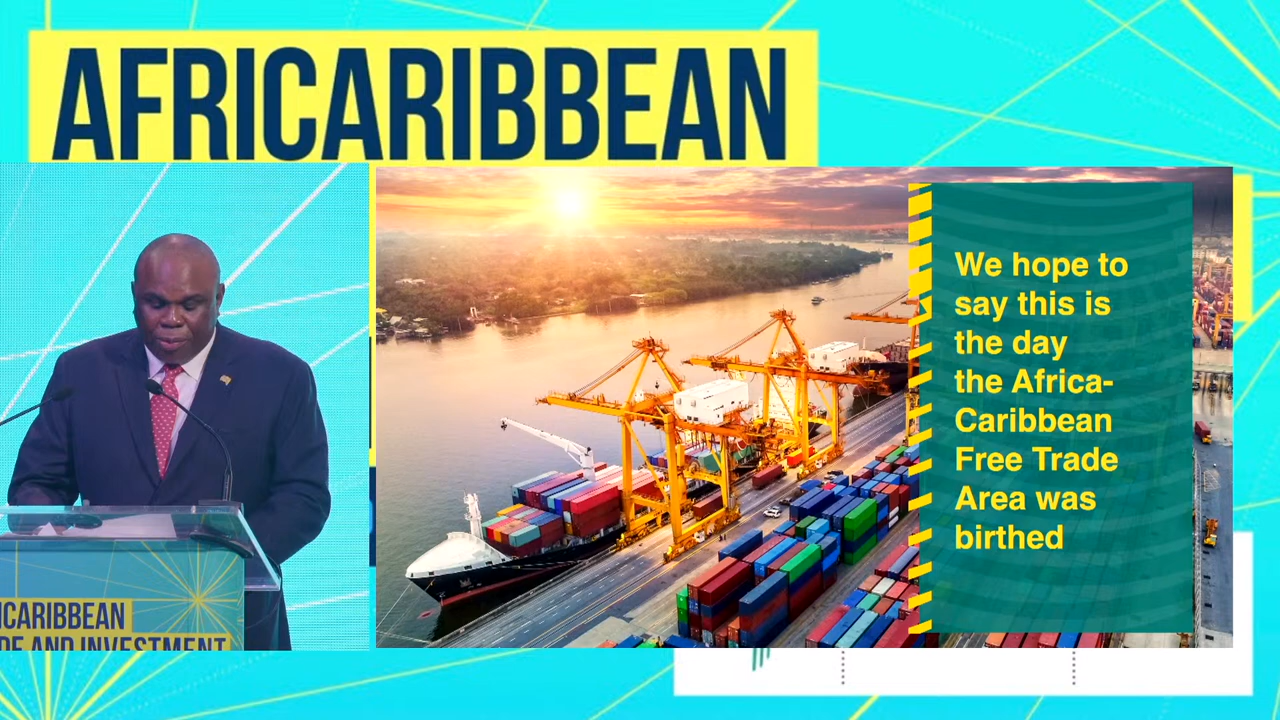 AFRICARIBBEAN
We hope to
say this is
the day
the Africa-
Caribbean
Free Trade
Area was
birthed
ICARIBBEAN
DE AND INVESTMENT